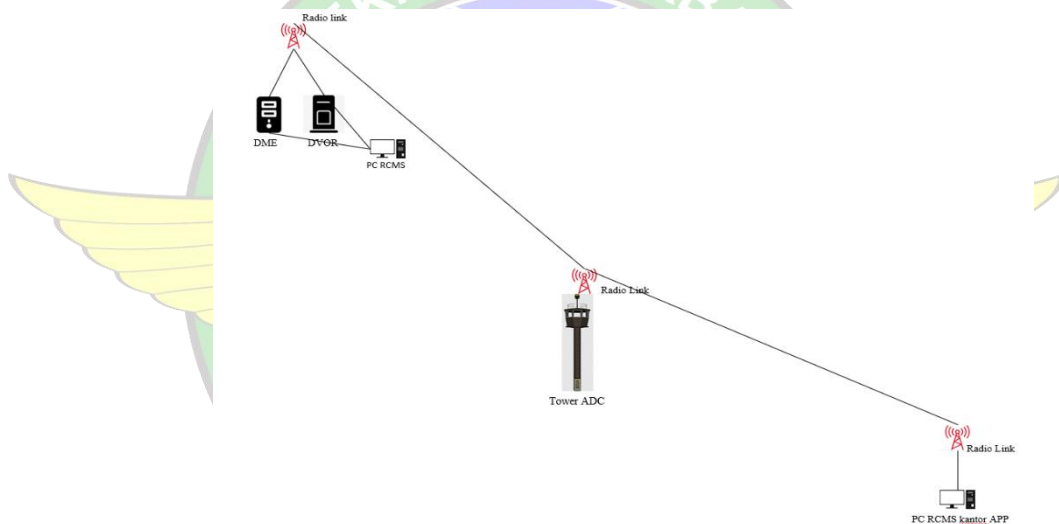 Radio link
DME
DVOR
PC RCMS
Radio Link
Tower ADC
Radio Link
PC RCMS kantor APP